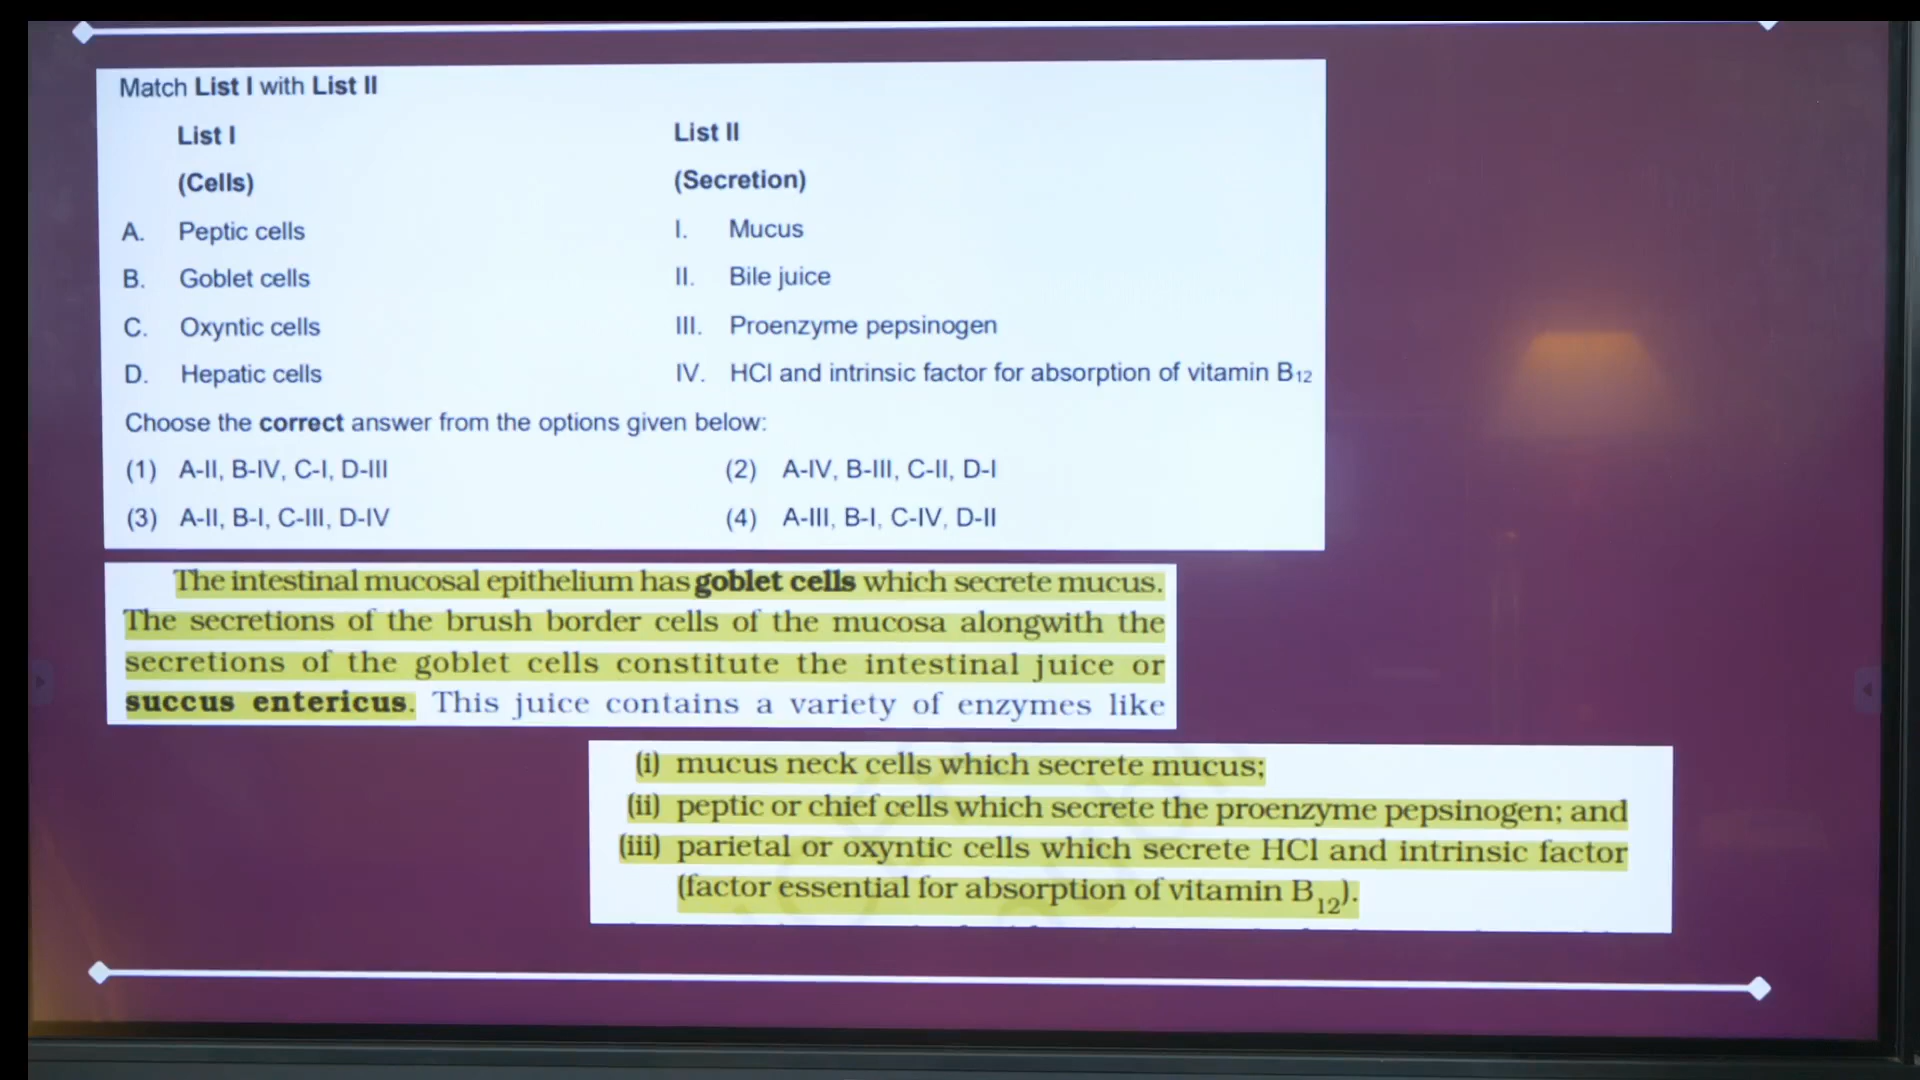 Match List I with List II
List I List II
(Cells) (Secretion)
A. Peptic cells I. Mucus
B. Goblet cells II. Bile juice
C. Oxyntic cells III. Proenzyme pepsinogen
D. Hepatic cells IV. HCl and intrinsic factor for absorption of vitamin B12
Choose the correct answer from the options given below:
(1) A-II, B-IV, C-I, D-III (2) A-IV, B-III, C-II, D-I
(3) A-II, B-I, C-III, D-IV (4) A-III, B-I, C-IV, D-II
The intestinal mucosal epithelium has goblet cells which secrete mucus.
The secretions of the brush border cells of the mucosa alongwith the
secretions of the goblet cells constitute the intestinal juice or
succus entericus. This juice contains a variety of enzymes like
(i) mucus neck cells which secrete mucus;
(ii) peptic or chief cells which secrete the proenzyme pepsinogen; and
(iii) parietal or oxyntic cells which secrete HCl and intrinsic factor
(factor essential for absorption of vitamin B12).